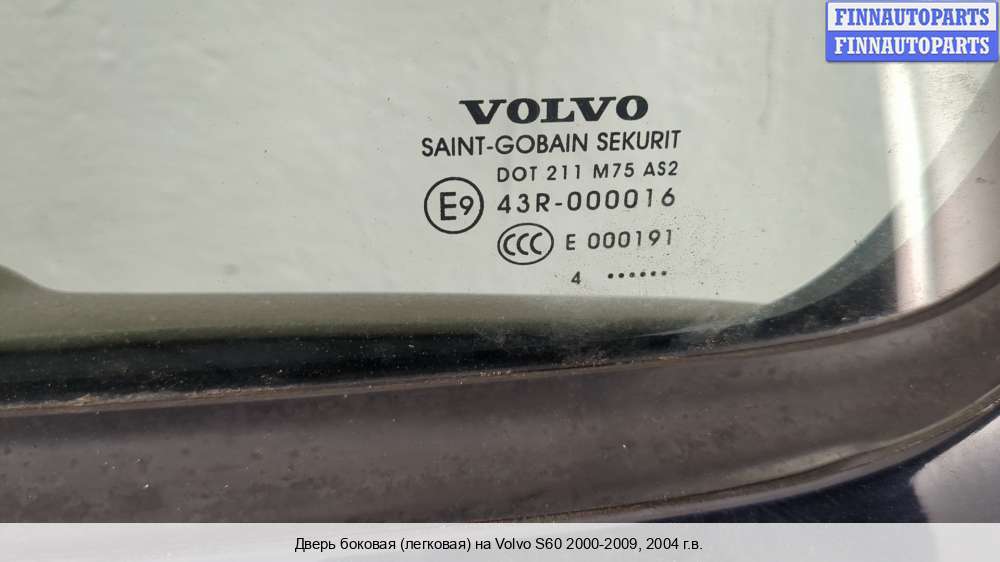 FINNAUTOPARTS
FINNAUTOPARTS
VOLVO
SAINT-GOBAIN SEKURIT
DOT 211 M75 AS2
E9 43R-000016
CCC E 000191
4 ••••••
Дверь боковая (легковая) на Volvo S60 2000-2009, 2004 г.в.